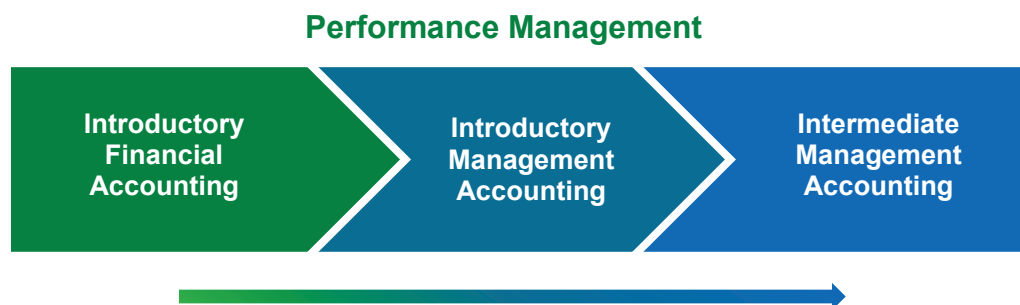 Performance Management
Introductory
Financial
Accounting
Introductory
Management
Accounting
Intermediate
Management
Accounting